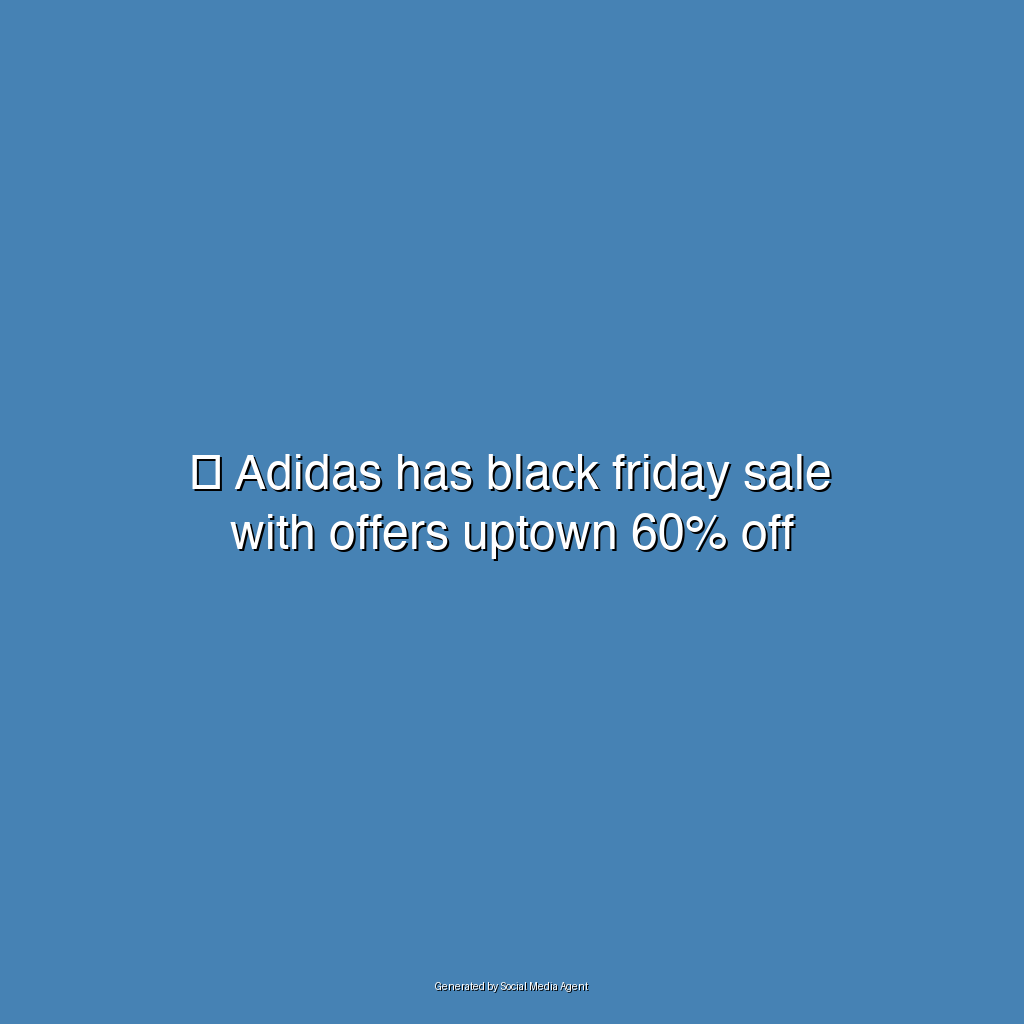 □ Adidas has black friday sale
with offers uptown 60% off
Generated by Social Media Agent